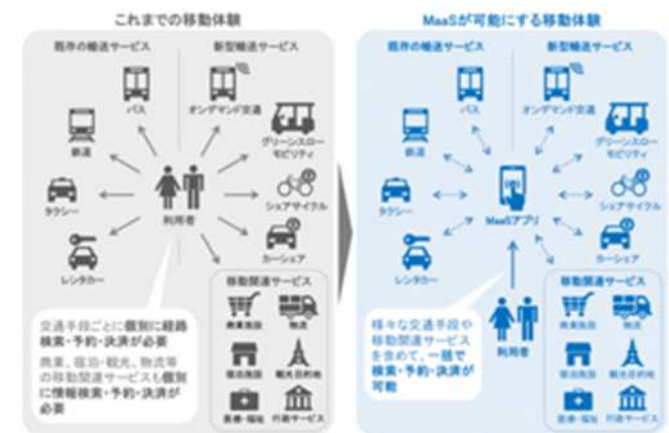 これまでの移動体験
既存の輸送サービス
新型輸送サービス
バス
オンデマンド交通
鉄道
グリーンスロー
モビリティ
タクシー
利用者
シェアサイクル
レンタカー
カーシェア
移動関連サービス
商業施設
物流
宿泊施設
観光目的地
医療・福祉
行政サービス
交通手段ごとに個別に経路
検索・予約・決済が必要
商業、宿泊・観光、物流等
の移動関連サービスも個別
に情報検索・予約・決済が
必要
MaaSが可能にする移動体験
既存の輸送サービス
新型輸送サービス
バス
オンデマンド交通
鉄道
グリーンスロー
モビリティ
タクシー
MaaSアプリ
シェアサイクル
レンタカー
カーシェア
移動関連サービス
商業施設
物流
利用者
宿泊施設
観光目的地
医療・福祉
行政サービス
様々な交通手段や
移動関連サービス
を含めて、一括で
検索・予約・決済が
可能